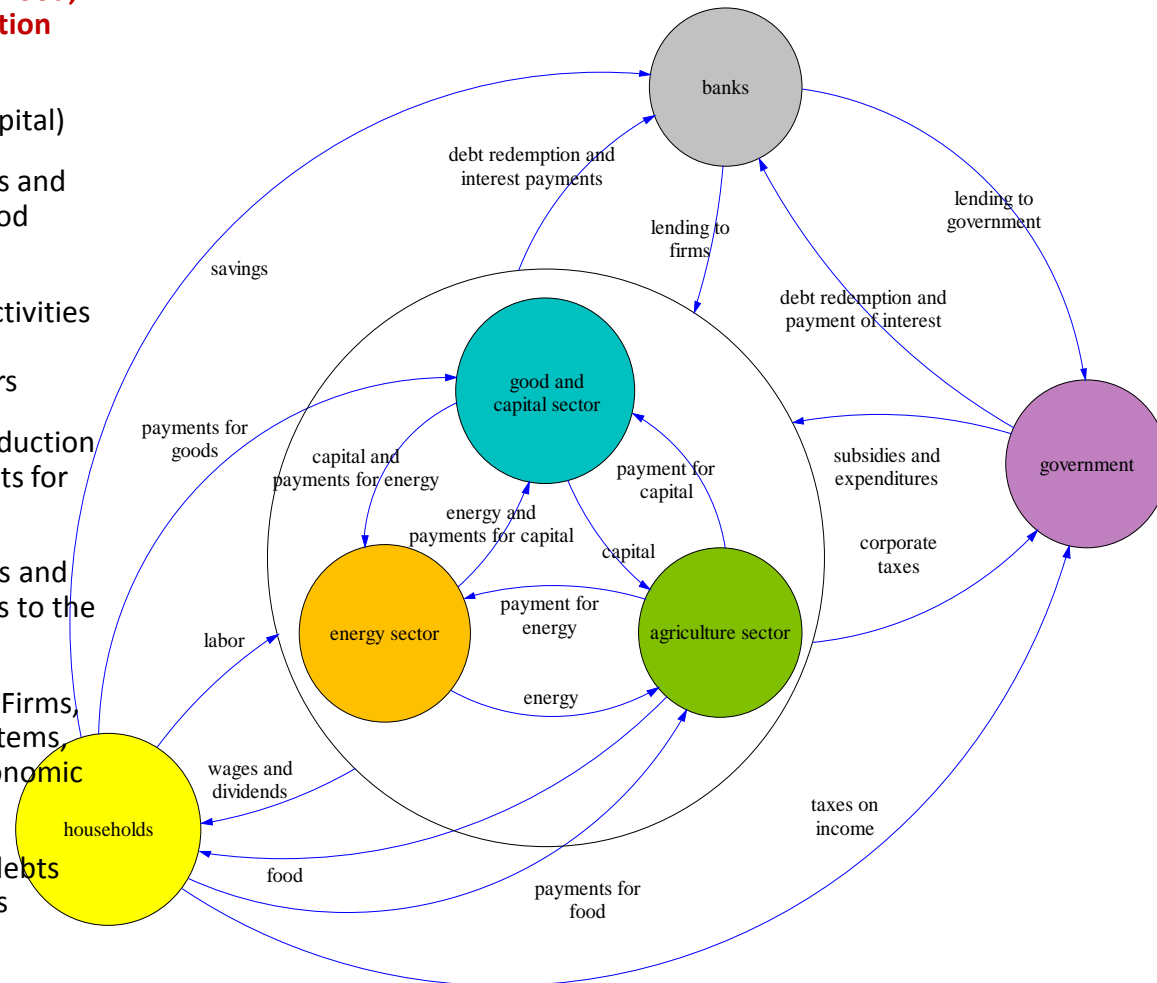 tion
pital)
s and
od
ctivities
rs
duction
ts for
s and
s to the
Firms,
tems,
onomic
debts
s
banks
debt redemption and
interest payments
lending to
firms
lending to
government
savings
debt redemption and
payment of interest
good and
capital sector
payments for
goods
capital and
payments for energy
payment for
capital
subsidies and
expenditures
government
energy and
payments for capital
capital
corporate
taxes
payment for
energy
energy sector
agriculture sector
labor
energy
wages and
dividends
households
taxes on
income
food
payments for
food